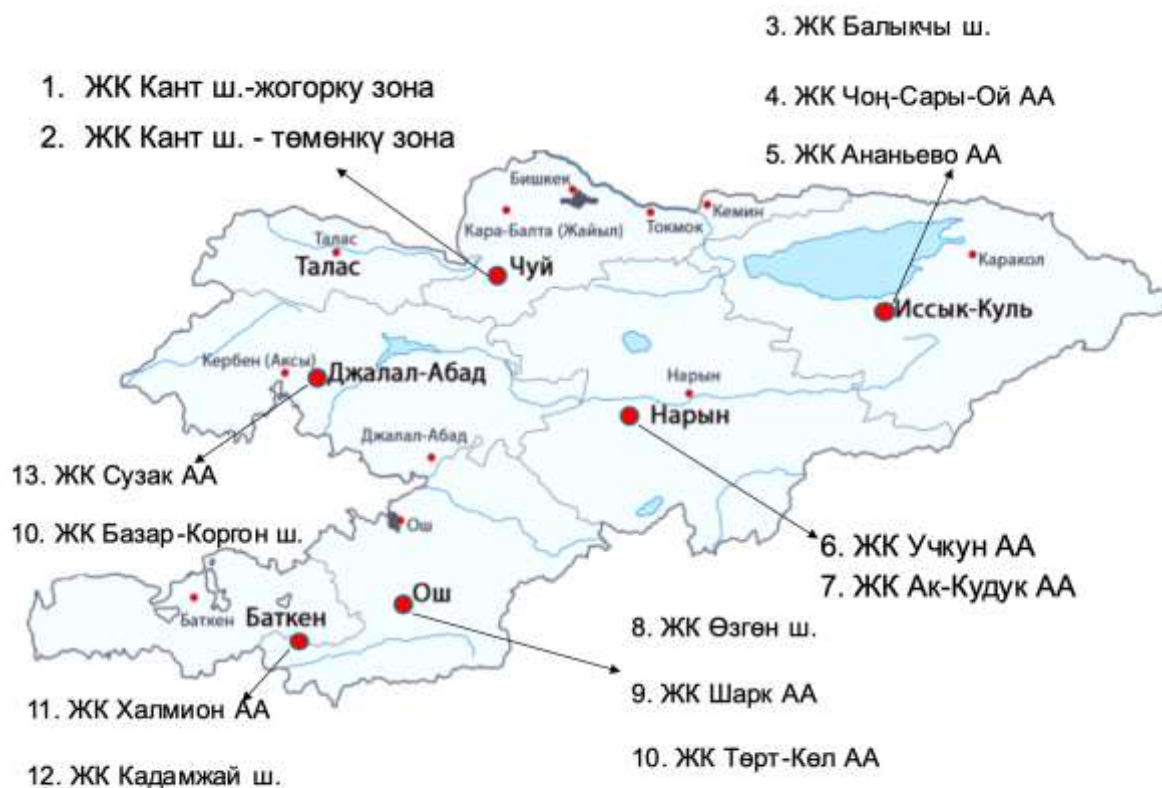 3. ЖК Балыкчы ш.
1. ЖК Кант ш.-жогорку зона
4. ЖК Чоң-Сары-Ой АА
2. ЖК Кант ш. - төмөнкү зона
5. ЖК Ананьево АА
Бишкек
Кемин
Кара-Балта (Жайыл)
Токмок
Талас
Талас
Чуй
Каракол
Иссык-Куль
Кербен (Аксы)
Джалал-Абад
Нарын
Нарын
Джалал-Абад
13. ЖК Сузак АА
10. ЖК Базар-Коргон ш.
Ош
6. ЖК Учкун АА
7. ЖК Ак-Кудук АА
Ош
Баткен
Баткен
8. ЖК Өзгөн ш.
9. ЖК Шарк АА
11. ЖК Халмион АА
10. ЖК Төрт-Көл АА
12. ЖК Кадамжай ш.